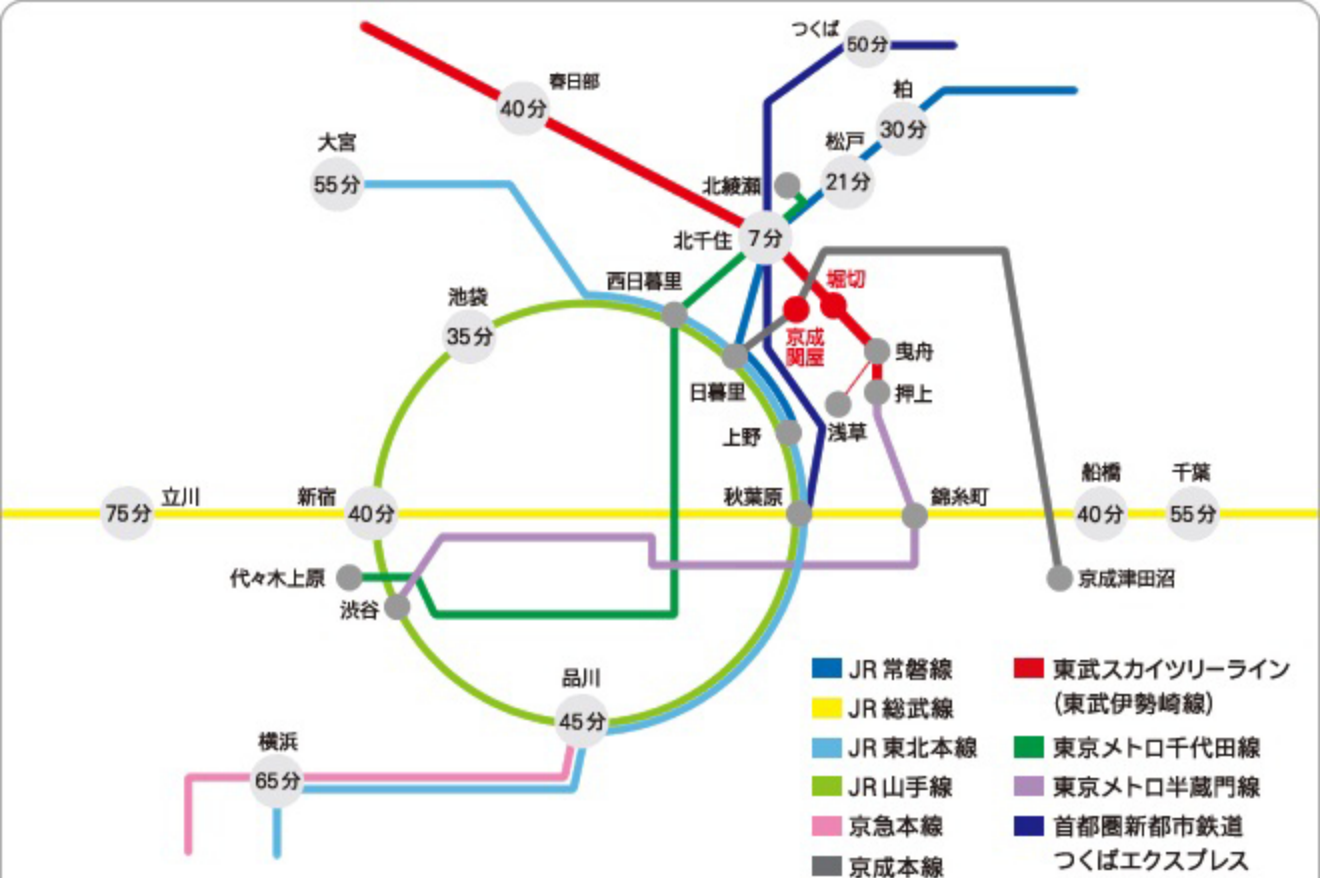 つくば
50分
春日部
40分
柏
30分
大宮
55分
松戸
21分
北綾瀬
北千住
7分
西日暮里
堀切
池袋
35分
京成
関屋
曳舟
日暮里
押上
上野
浅草
立川
75分
新宿
40分
秋葉原
錦糸町
船橋
40分
千葉
55分
代々木上原
渋谷
京成津田沼
品川
45分
横浜
65分
JR 常磐線
JR 総武線
JR 東北本線
JR 山手線
京急本線
京成本線
東武スカイツリーライン
(東武伊勢崎線)
東京メトロ千代田線
東京メトロ半蔵門線
首都圏新都市鉄道
つくばエクスプレス